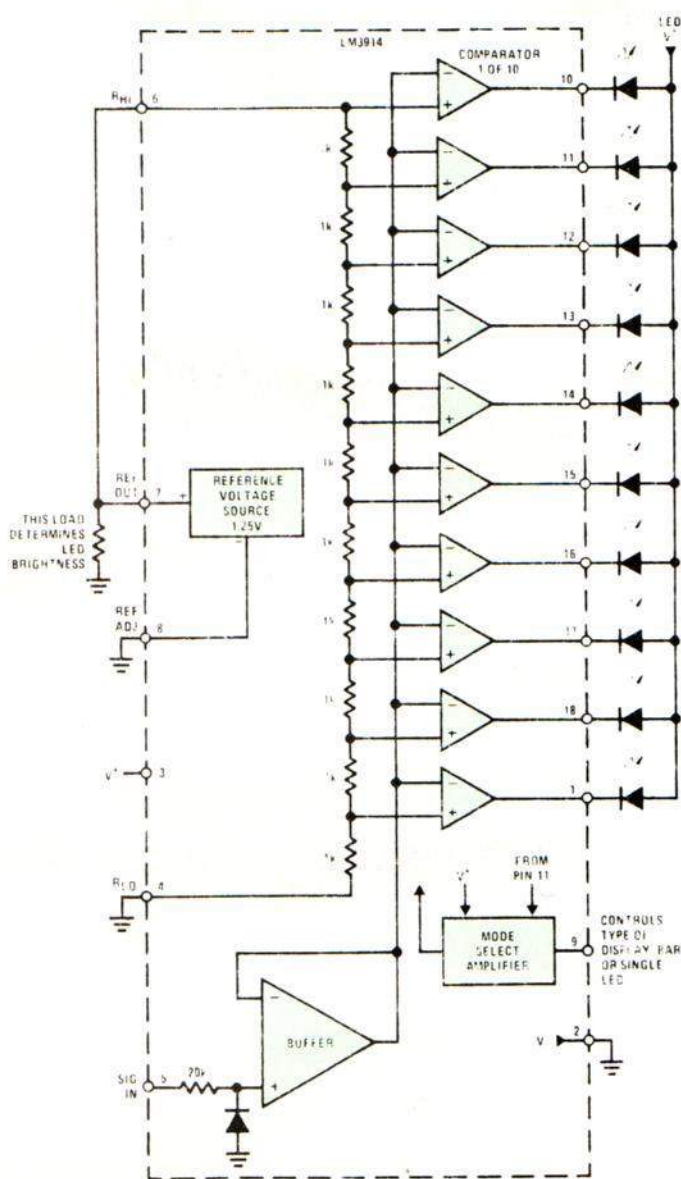 LED
V+
LM3914
COMPARATOR
1 OF 10
RHI
6
10
11
1k
12
1k
13
1k
14
1k
15
REF
OUT
7
+
REFERENCE
VOLTAGE
SOURCE
1.25V
−
1k
THIS LOAD
DETERMINES
LED
BRIGHTNESS
1k
16
REF
ADJ
8
17
1k
18
V+
3
1k
1
1k
RLO
4
V+
FROM
PIN 11
MODE
SELECT
AMPLIFIER
9
CONTROLS
TYPE OF
DISPLAY, BAR
OR SINGLE
LED
BUFFER
V
2
SIG
IN
5
20k